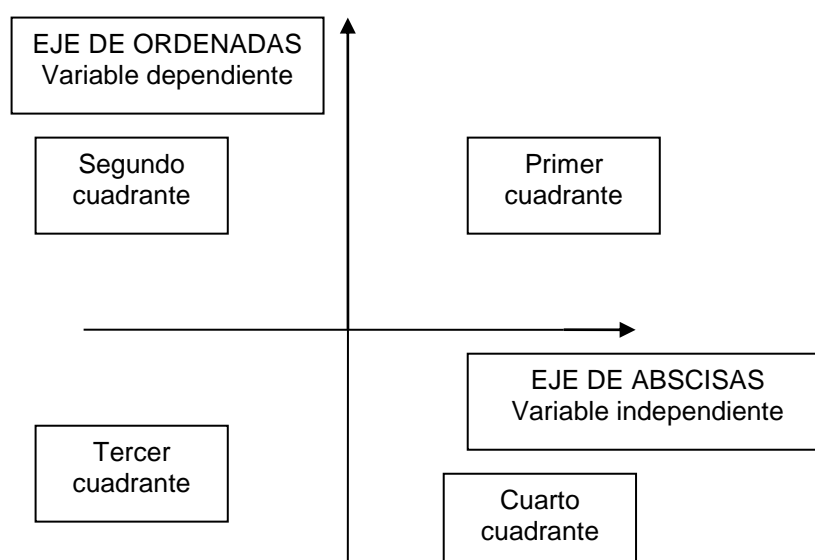 EJE DE ORDENADAS
Variable dependiente
Segundo
cuadrante
Primer
cuadrante
EJE DE ABSCISAS
Variable independiente
Tercer
cuadrante
Cuarto
cuadrante